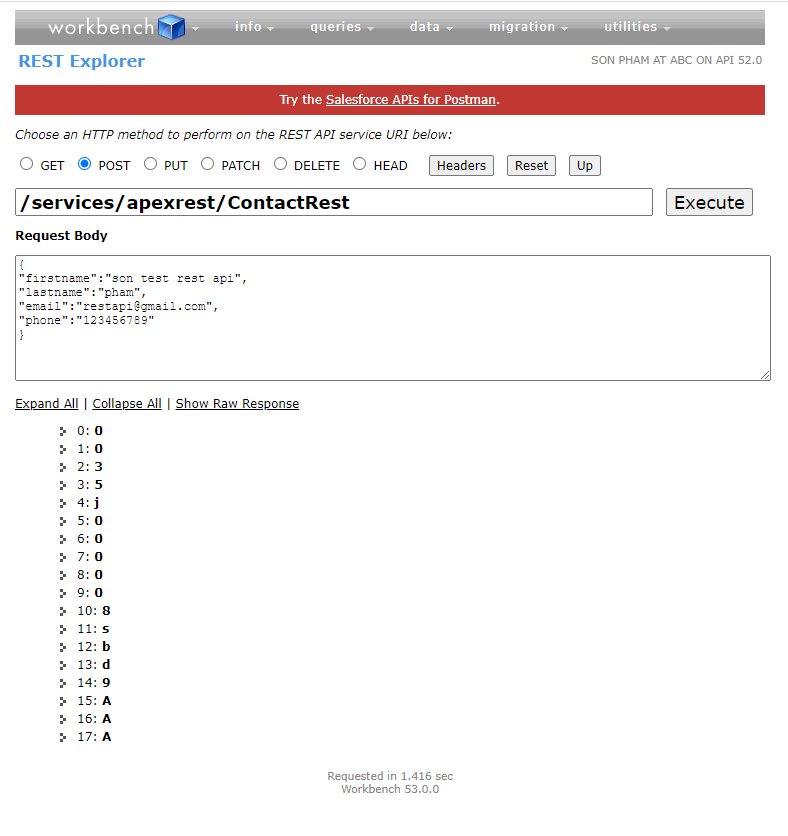 workbench info queries data migration utilities
REST Explorer SON PHAM AT ABC ON API 52.0
Try the Salesforce APIs for Postman.
Choose an HTTP method to perform on the REST API service URI below:
GET POST PUT PATCH DELETE HEAD Headers Reset Up
/services/apexrest/ContactRest Execute
Request Body
{
"firstname":"son test rest api",
"lastname":"pham",
"email":"restapi@gmail.com",
"phone":"123456789"
}
Expand All | Collapse All | Show Raw Response
0: 0
1: 0
2: 3
3: 5
4: j
5: 0
6: 0
7: 0
8: 0
9: 0
10: 8
11: s
12: b
13: d
14: 9
15: A
16: A
17: A
Requested in 1.416 sec
Workbench 53.0.0